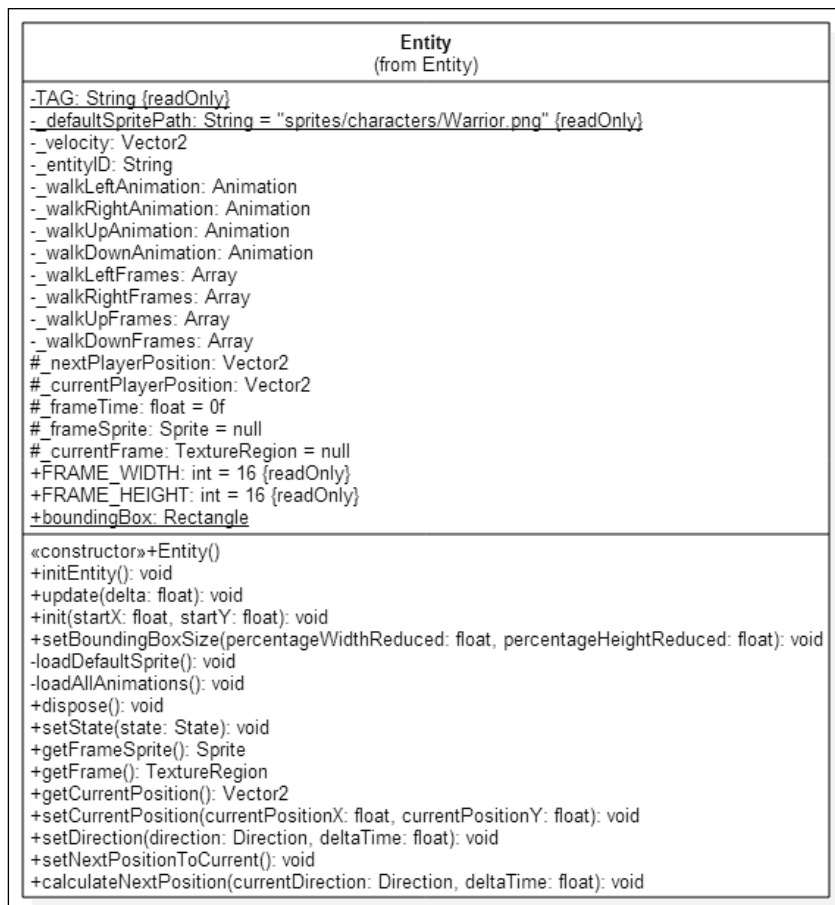 Entity
(from Entity)
-TAG: String {readOnly}
-_defaultSpritePath: String = "sprites/characters/Warrior.png" {readOnly}
-_velocity: Vector2
-_entityID: String
-_walkLeftAnimation: Animation
-_walkRightAnimation: Animation
-_walkUpAnimation: Animation
-_walkDownAnimation: Animation
-_walkLeftFrames: Array
-_walkRightFrames: Array
-_walkUpFrames: Array
-_walkDownFrames: Array
#_nextPlayerPosition: Vector2
#_currentPlayerPosition: Vector2
#_frameTime: float = 0f
#_frameSprite: Sprite = null
#_currentFrame: TextureRegion = null
+FRAME_WIDTH: int = 16 {readOnly}
+FRAME_HEIGHT: int = 16 {readOnly}
+boundingBox: Rectangle
«constructor»+Entity()
+initEntity(): void
+update(delta: float): void
+init(startX: float, startY: float): void
+setBoundingBoxSize(percentageWidthReduced: float, percentageHeightReduced: float): void
-loadDefaultSprite(): void
-loadAllAnimations(): void
+dispose(): void
+setState(state: State): void
+getFrameSprite(): Sprite
+getFrame(): TextureRegion
+getCurrentPosition(): Vector2
+setCurrentPosition(currentPositionX: float, currentPositionY: float): void
+setDirection(direction: Direction, deltaTime: float): void
+setNextPositionToCurrent(): void
+calculateNextPosition(currentDirection: Direction, deltaTime: float): void